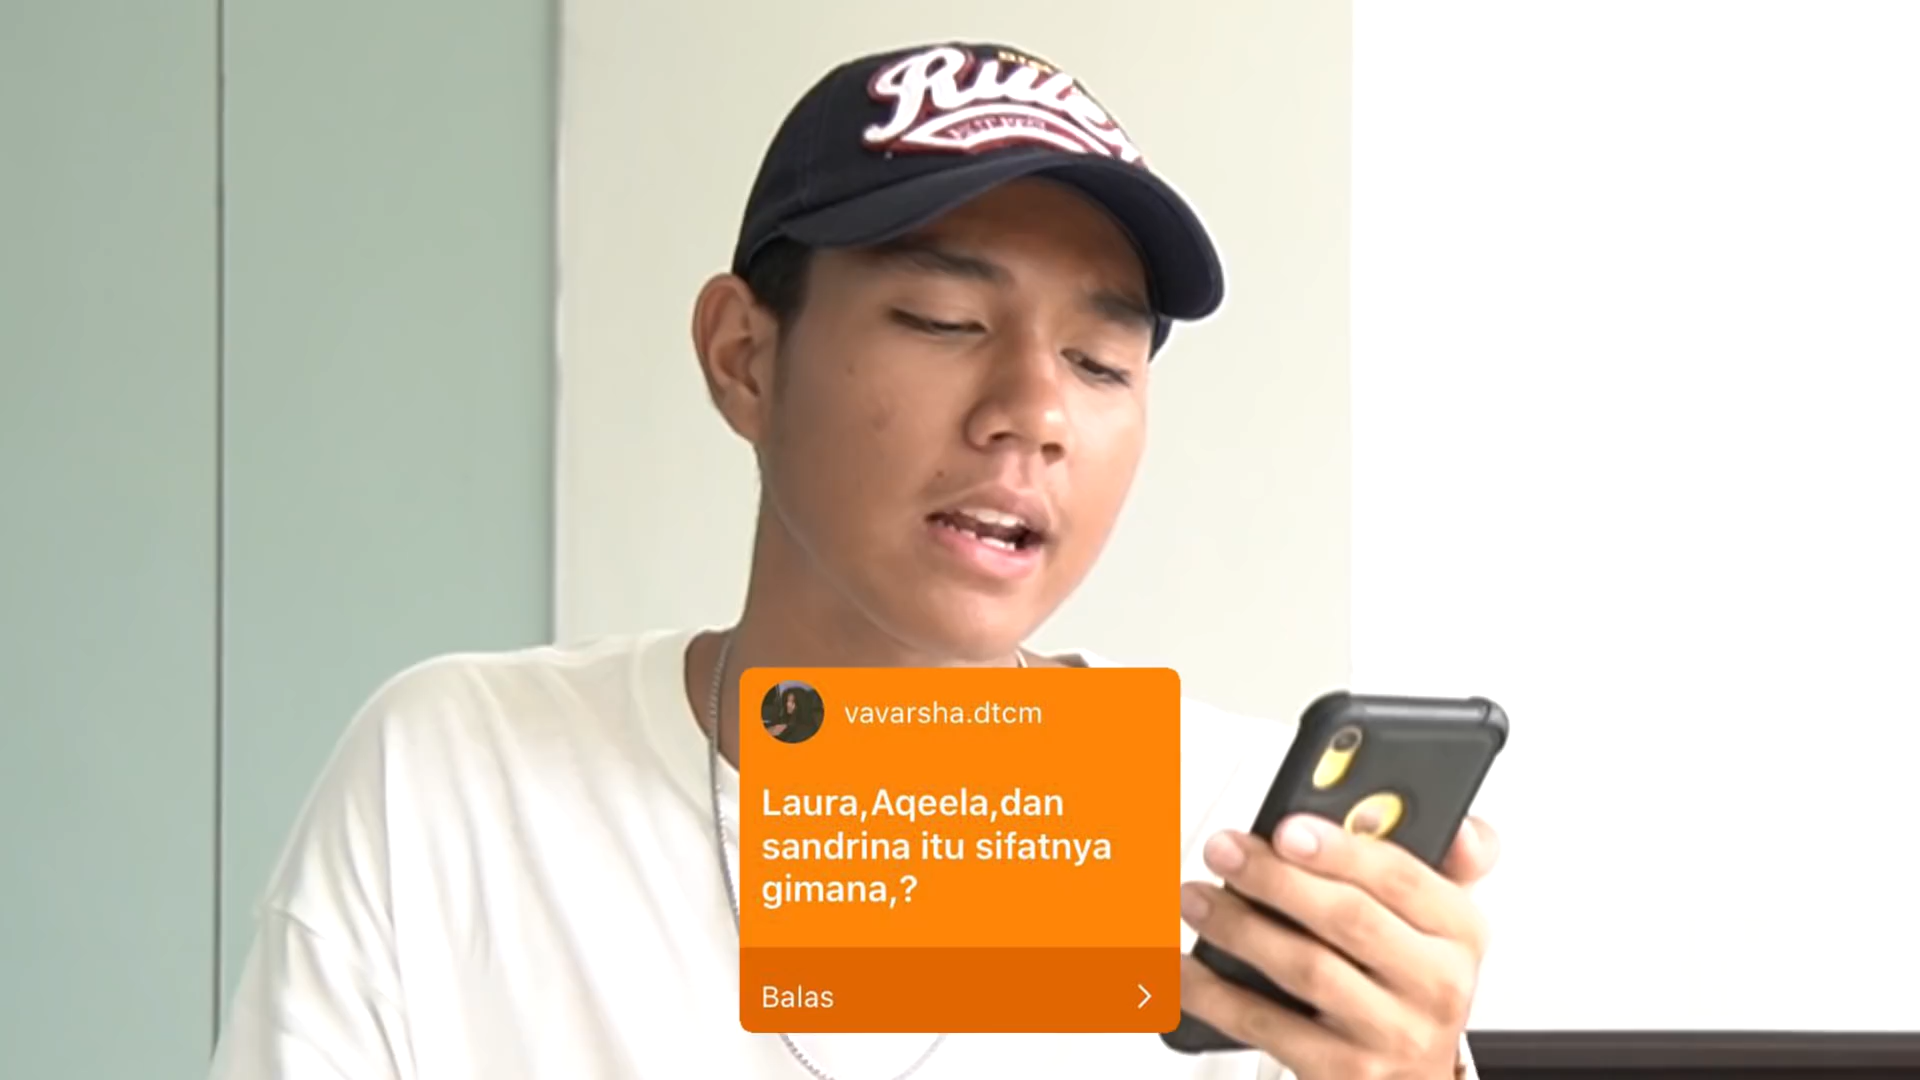 vavarsha.dtcm
Laura,Aqeela,dan
sandrina itu sifatnya
gimana,?
Balas